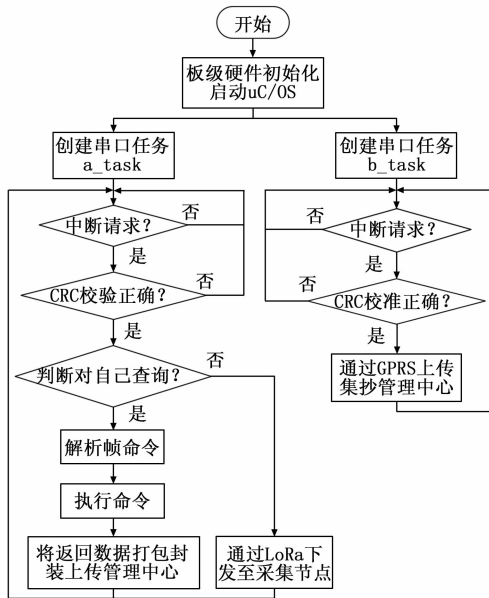 开始
板级硬件初始化
启动uC/OS
创建串口任务
a_task
创建串口任务
b_task
中断请求？
否
是
CRC校验正确？
否
是
判断对自己查询？
否
是
解析帧命令
执行命令
将返回数据打包封
装上传管理中心
通过LoRa下
发至采集节点
中断请求？
否
是
CRC校准正确？
否
是
通过GPRS上传
集抄管理中心